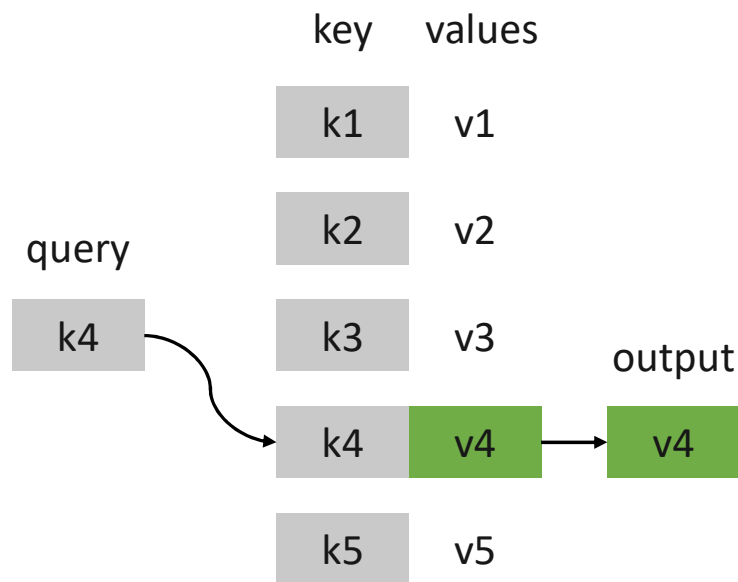 key values
k1 v1
k2 v2
query
k4
k3 v3
output
k4 v4 v4
k5 v5